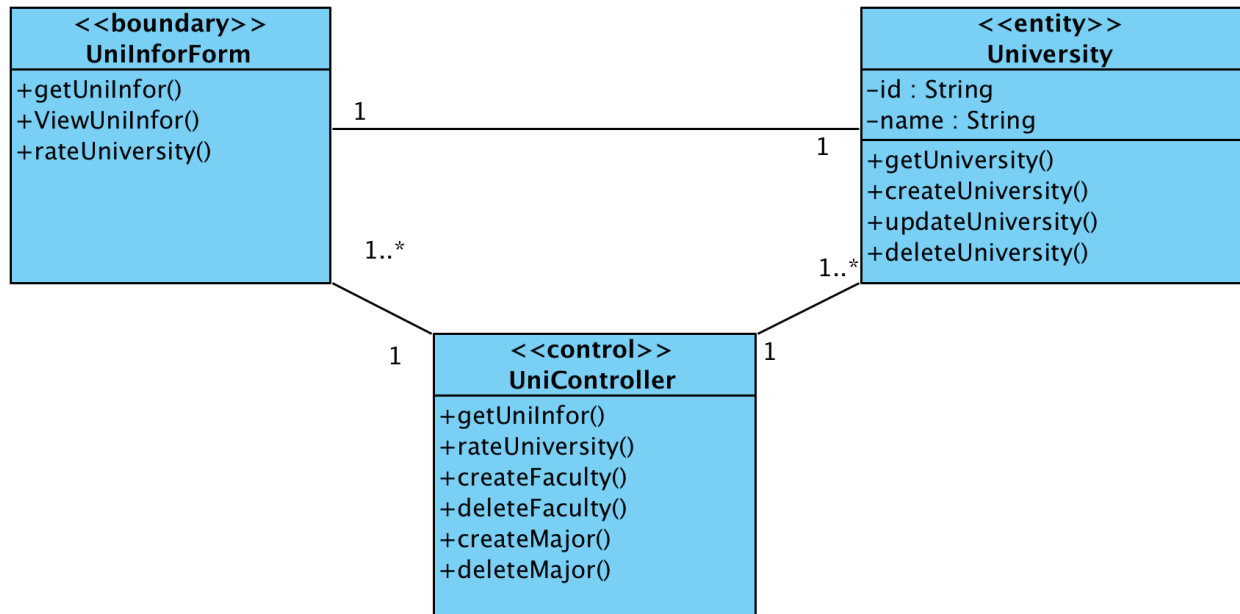 <<boundary>>
UniInforForm
+getUniInfor()
+ViewUniInfor()
+rateUniversity()
<<entity>>
University
-id : String
-name : String
+getUniversity()
+createUniversity()
+updateUniversity()
+deleteUniversity()
1
1
1..*
1..*
1
1
<<control>>
UniController
+getUniInfor()
+rateUniversity()
+createFaculty()
+deleteFaculty()
+createMajor()
+deleteMajor()